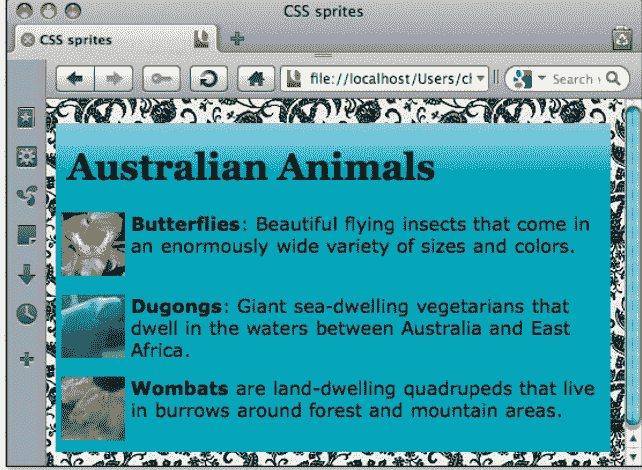 CSS sprites
CSS sprites
file://localhost/Users/cl
Search
Australian Animals
Butterflies: Beautiful flying insects that come in
an enormously wide variety of sizes and colors.
Dugongs: Giant sea-dwelling vegetarians that
dwell in the waters between Australia and East
Africa.
Wombats are land-dwelling quadrupeds that live
in burrows around forest and mountain areas.